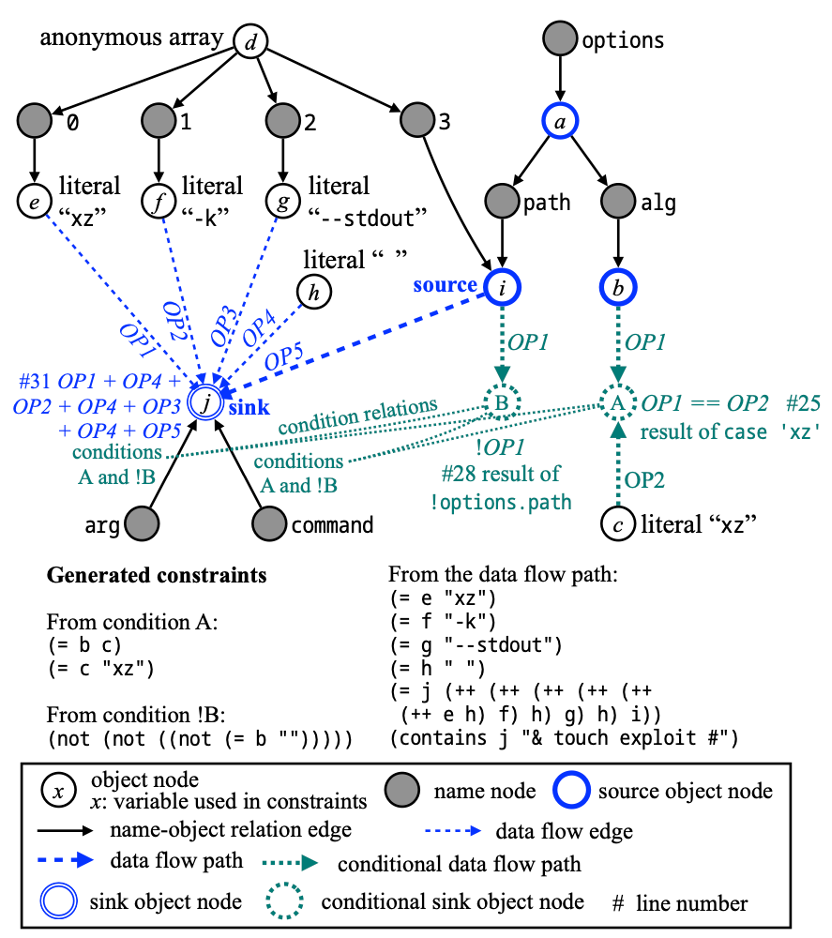 anonymous array
d
options
0
1
2
3
a
e
literal
"xz"
f
literal
"-k"
g
literal
"--stdout"
path
alg
literal " "
h
source
i
b
OP1
OP2
OP3
OP4
OP5
OP1
OP1
#31 OP1 + OP4 +
OP2 + OP4 + OP3
+ OP4 + OP5
j
sink
condition relations
B
A
OP1 == OP2 #25
result of case 'xz'
conditions
A and !B
conditions
A and !B
!OP1
#28 result of
!options.path
OP2
arg
command
c
literal "xz"
Generated constraints
From condition A:
(= b c)
(= c "xz")
From condition !B:
(not (not ((not (= b "")))))
From the data flow path:
(= e "xz")
(= f "-k")
(= g "--stdout")
(= h " ")
(= j (++ (++ (++ (++ (++
(++ e h) f) h) g) h) i))
(contains j "& touch exploit #")
x
object node
x: variable used in constraints
name node
source object node
name-object relation edge
data flow edge
data flow path
conditional data flow path
sink object node
conditional sink object node
# line number